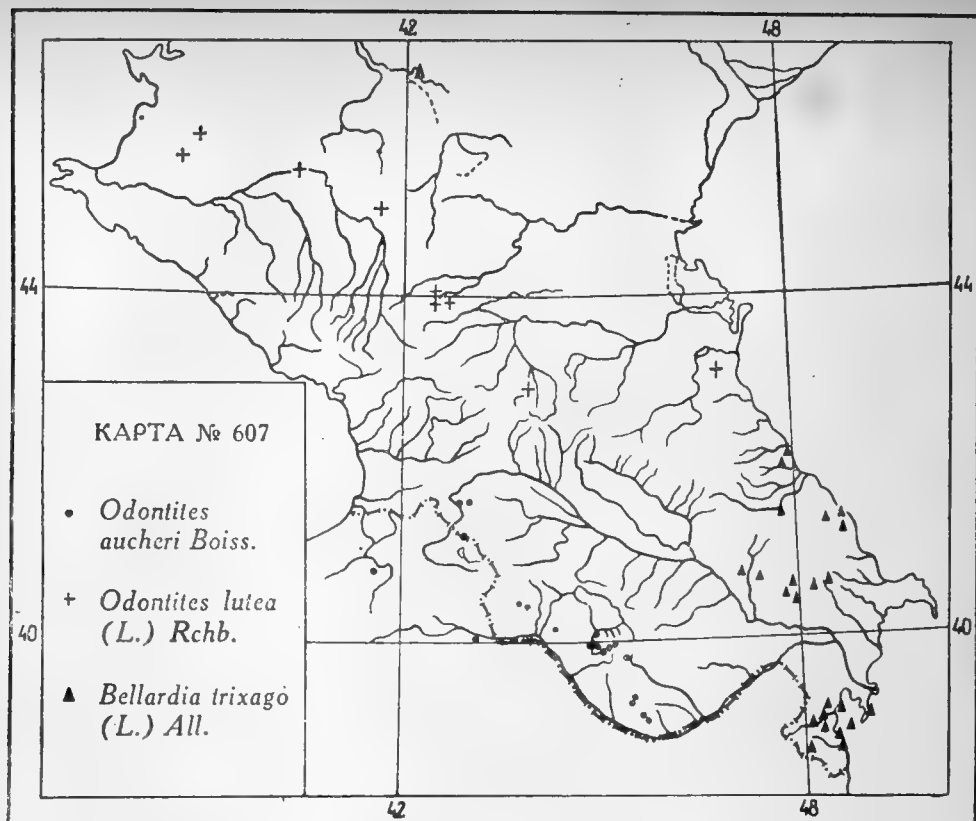 42 48
44 44
КАРТА № 607
• Odontites
aucheri Boiss.
+ Odontites lutea
(L.) Rchb.
▲ Bellardia trixago
(L.) All.
40 40
42 48